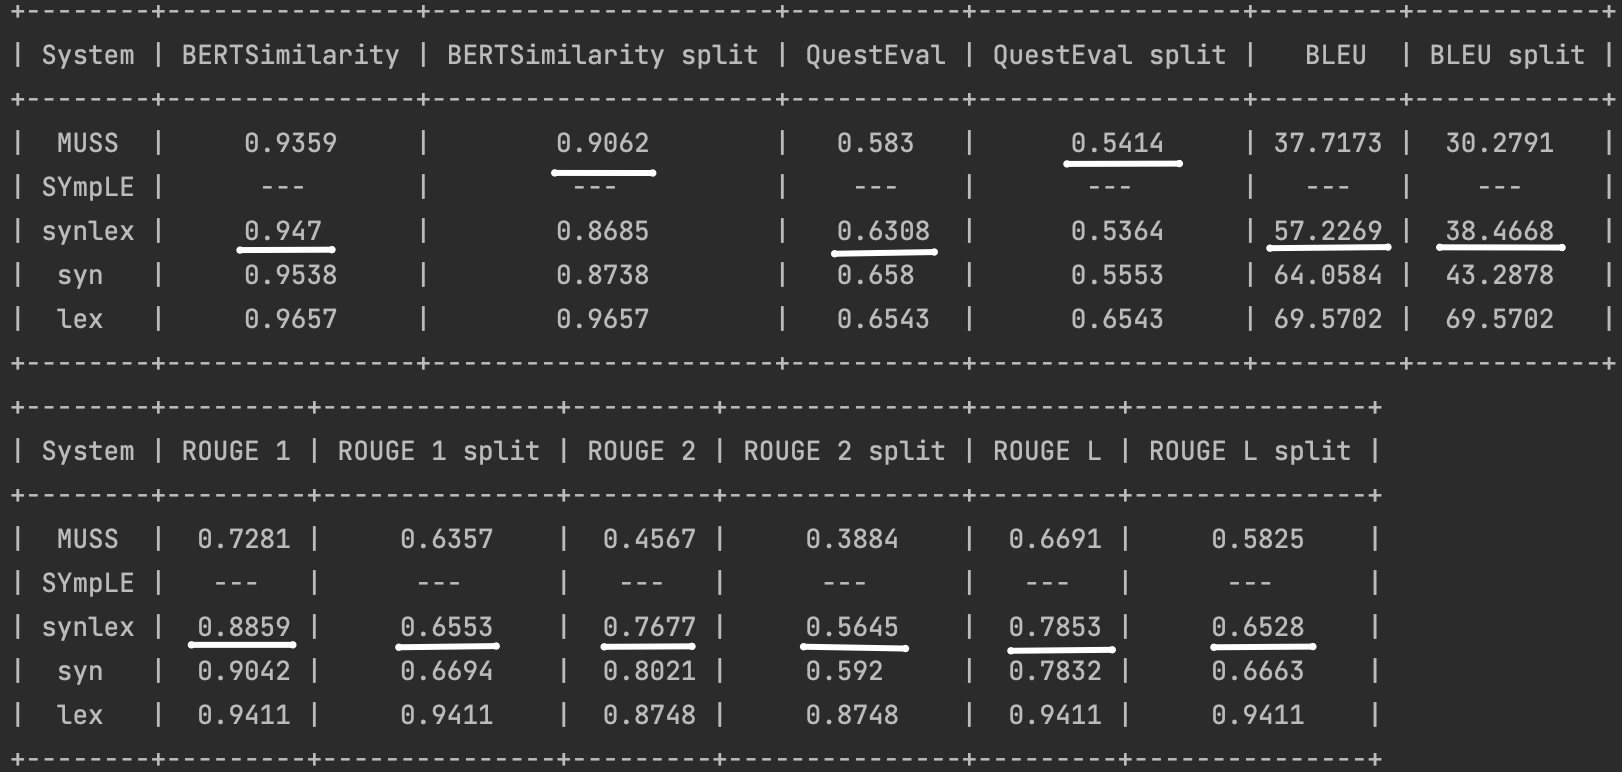 +--------+----------------+----------------------+-----------+-----------------+---------+------------+
| System | BERTSimilarity | BERTSimilarity split | QuestEval | QuestEval split |   BLEU  | BLEU split |
+--------+----------------+----------------------+-----------+-----------------+---------+------------+
|  MUSS  |     0.9359     |        0.9062        |   0.583   |     0.5414      | 37.7173 |  30.2791   |
| SYmpLE |      ---       |         ---          |    ---    |       ---       |   ---   |    ---     |
| synlex |     0.947      |        0.8685        |   0.6308  |     0.5364      | 57.2269 |  38.4668   |
|  syn   |     0.9538     |        0.8738        |   0.658   |     0.5553      | 64.0584 |  43.2878   |
|  lex   |     0.9657     |        0.9657        |   0.6543  |     0.6543      | 69.5702 |  69.5702   |
+--------+----------------+----------------------+-----------+-----------------+---------+------------+
+--------+---------+---------------+---------+---------------+---------+---------------+
| System | ROUGE 1 | ROUGE 1 split | ROUGE 2 | ROUGE 2 split | ROUGE L | ROUGE L split |
+--------+---------+---------------+---------+---------------+---------+---------------+
|  MUSS  |  0.7281 |     0.6357    |  0.4567 |     0.3884    |  0.6691 |     0.5825    |
| SYmpLE |   ---   |      ---      |   ---   |      ---      |   ---   |      ---      |
| synlex |  0.8859 |     0.6553    |  0.7677 |     0.5645    |  0.7853 |     0.6528    |
|  syn   |  0.9042 |     0.6694    |  0.8021 |     0.592     |  0.7832 |     0.6663    |
|  lex   |  0.9411 |     0.9411    |  0.8748 |     0.8748    |  0.9411 |     0.9411    |
+--------+---------+---------------+---------+---------------+---------+---------------+